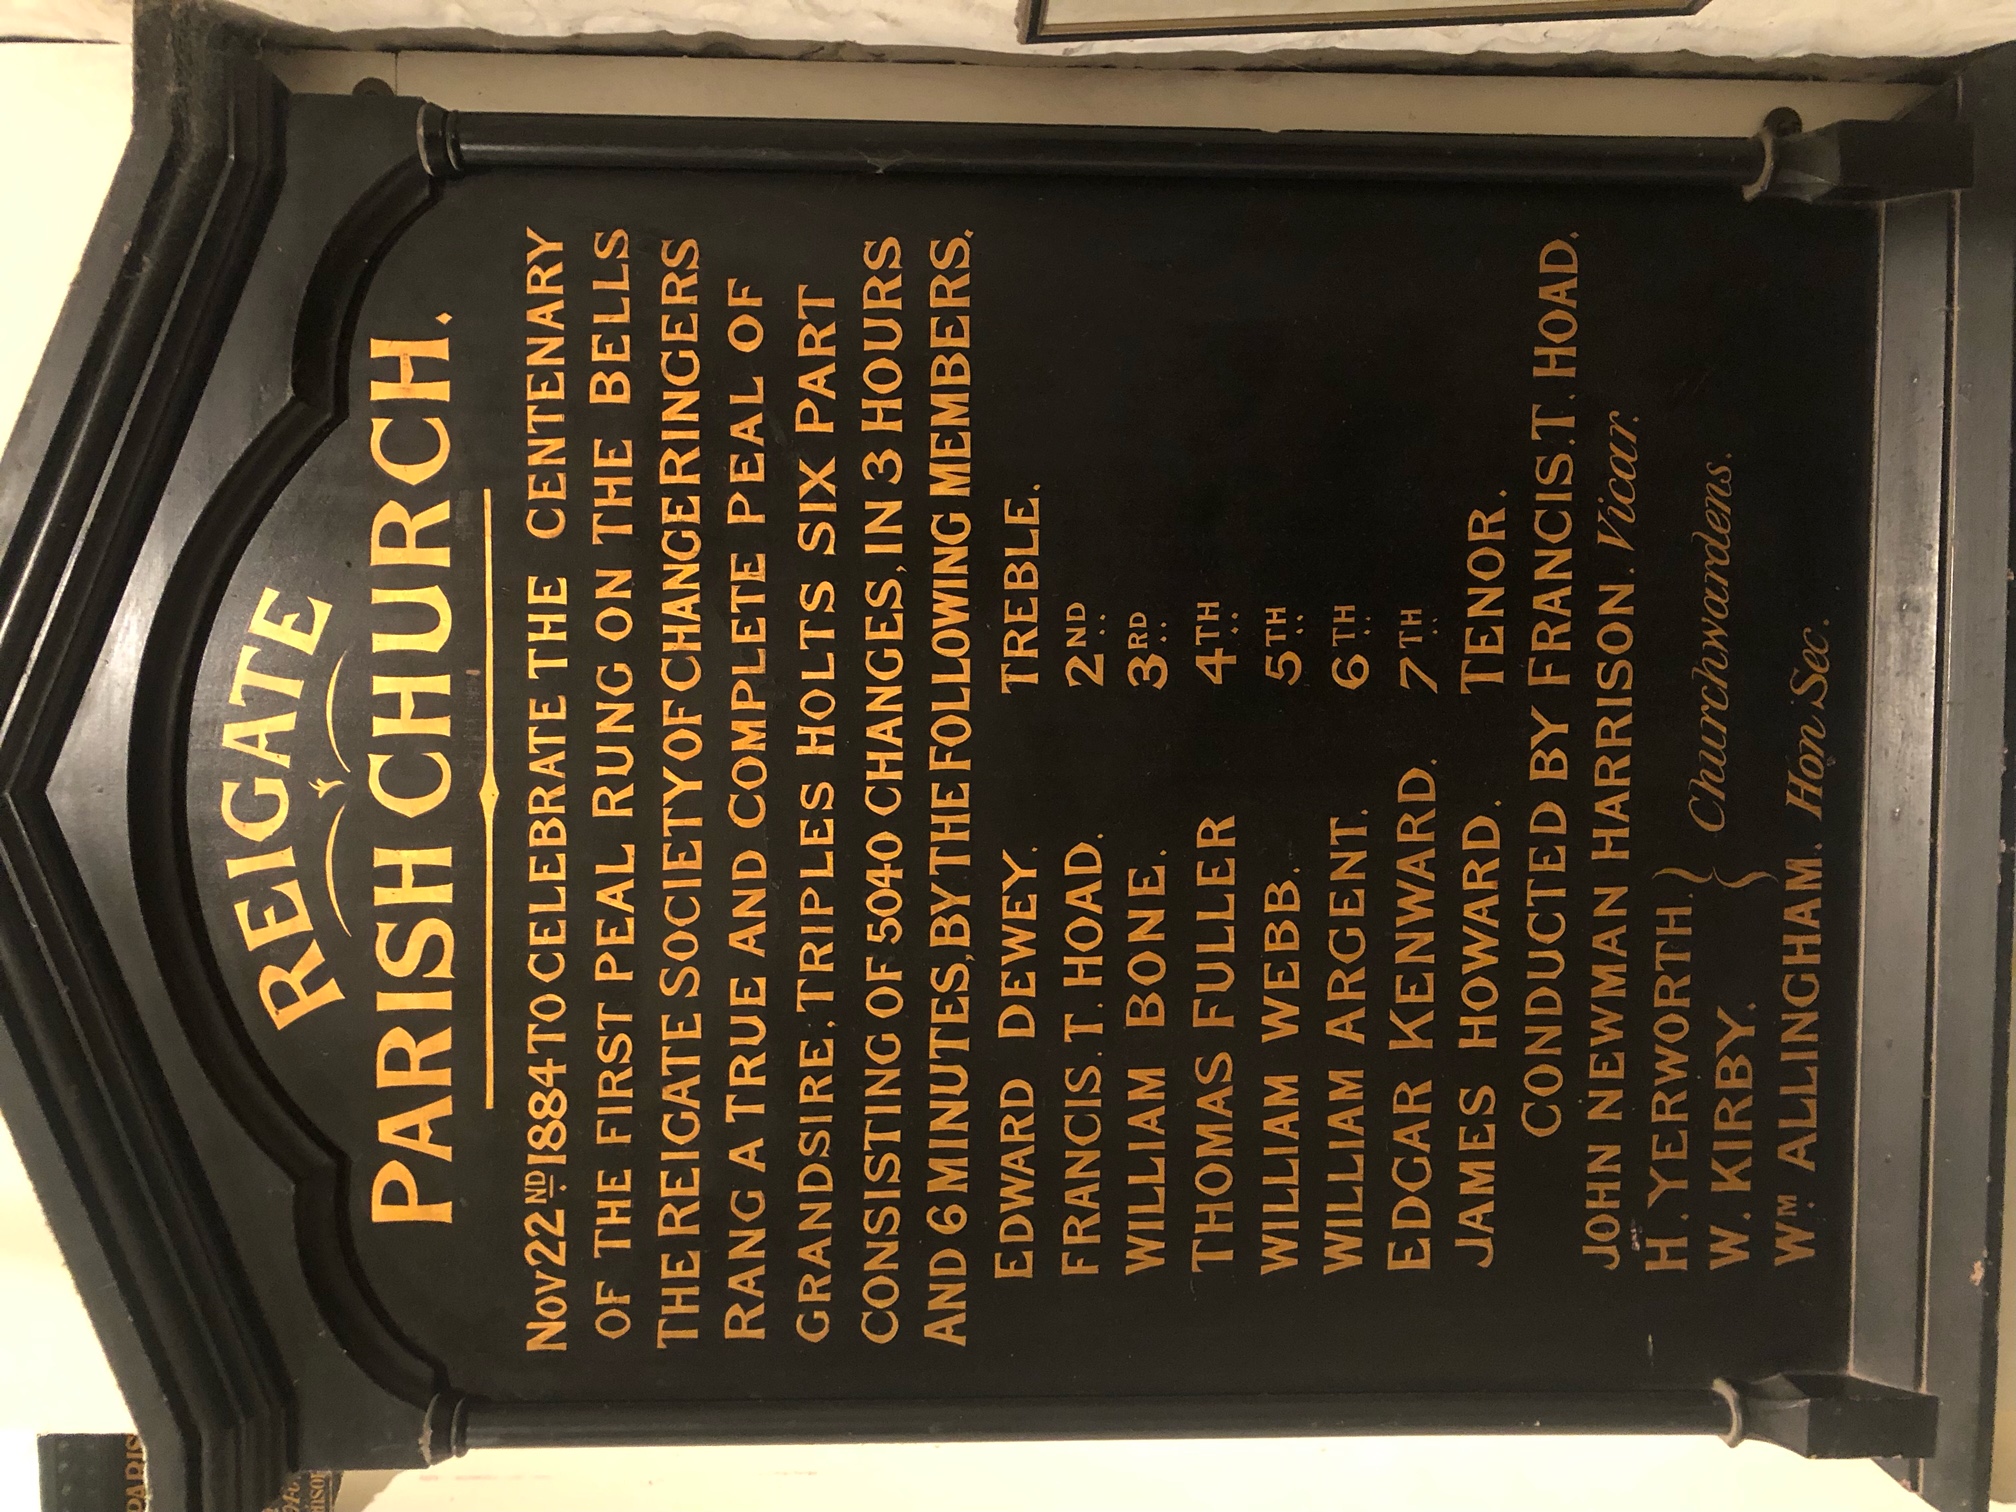 REIGATE
PARISH CHURCH.
NOV 22ND 1884 TO CELEBRATE THE CENTENARY
OF THE FIRST PEAL RUNG ON THE BELLS
THE REIGATE SOCIETY OF CHANGE RINGERS
RANG A TRUE AND COMPLETE PEAL OF
GRANDSIRE, TRIPLES HOLTS SIX PART
CONSISTING OF 5040 CHANGES, IN 3 HOURS
AND 6 MINUTES, BY THE FOLLOWING MEMBERS.
EDWARD DEWEY. TREBLE.
FRANCIS. T. HOAD. 2ND
WILLIAM BONE. 3RD
THOMAS FULLER 4TH
WILLIAM WEBB. 5TH
WILLIAM ARGENT. 6TH
EDGAR KENWARD. 7TH
JAMES HOWARD. TENOR.
CONDUCTED BY FRANCIS.T. HOAD.
JOHN NEWMAN HARRISON. Vicar.
H. YERWORTH. } Churchwardens.
W. KIRBY. }
WM ALLINGHAM. Hon Sec.
PARIS